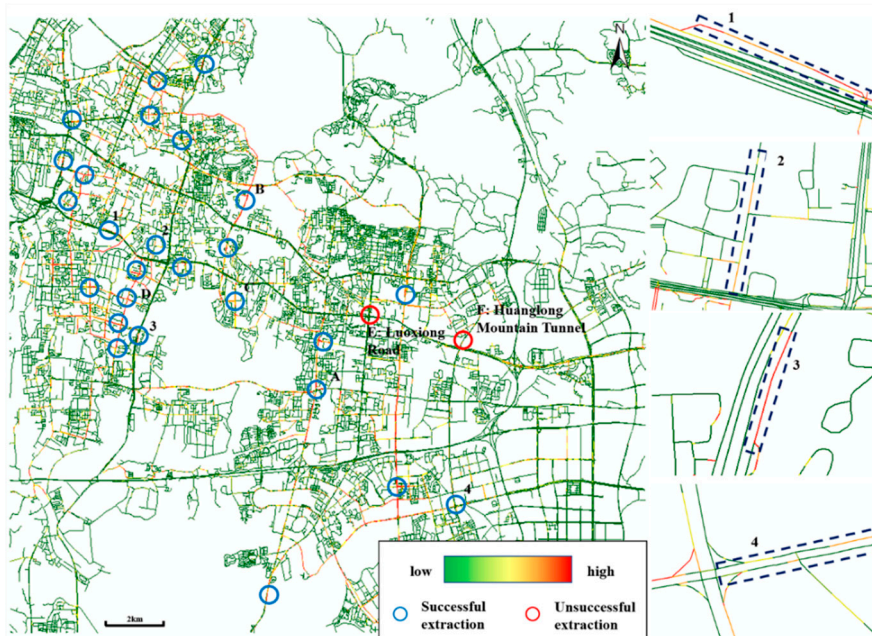 N
1
B
2
1
2
C
D
F: Huanglong
Mountain Tunnel
E: Luoxiong
Road
3
3
A
4
4
low
high
Successful
extraction
Unsuccessful
extraction
2km